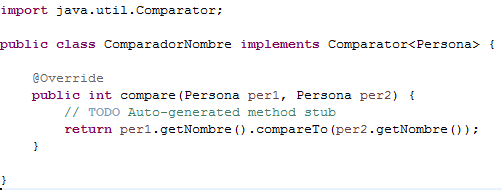 import java.util.Comparator;
public class ComparadorNombre implements Comparator<Persona> {
@Override
public int compare(Persona per1, Persona per2) {
// TODO Auto-generated method stub
return per1.getNombre().compareTo(per2.getNombre());
}
}